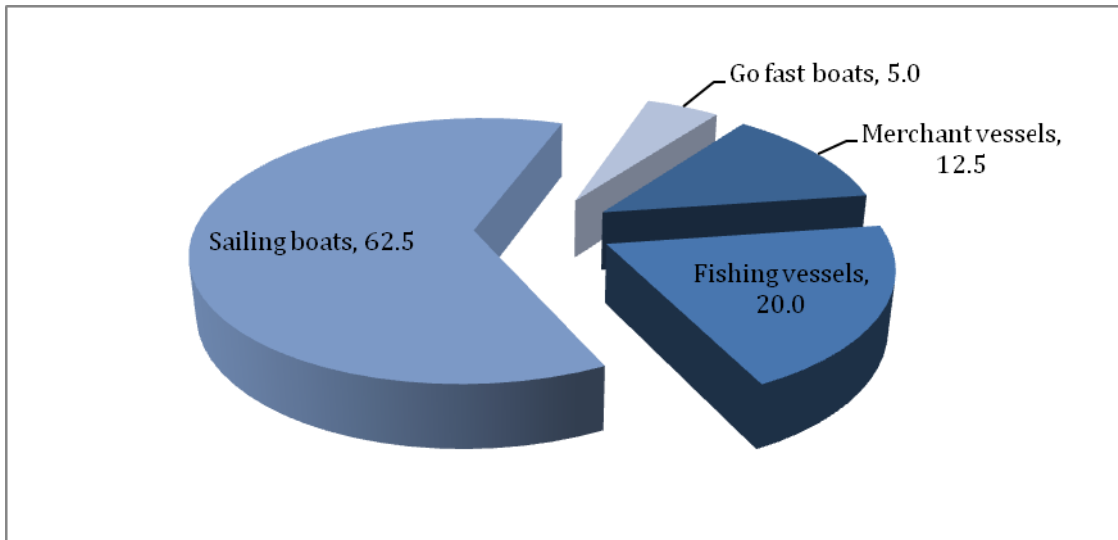 Go fast boats, 5.0
Merchant vessels,
12.5
Sailing boats, 62.5
Fishing vessels,
20.0